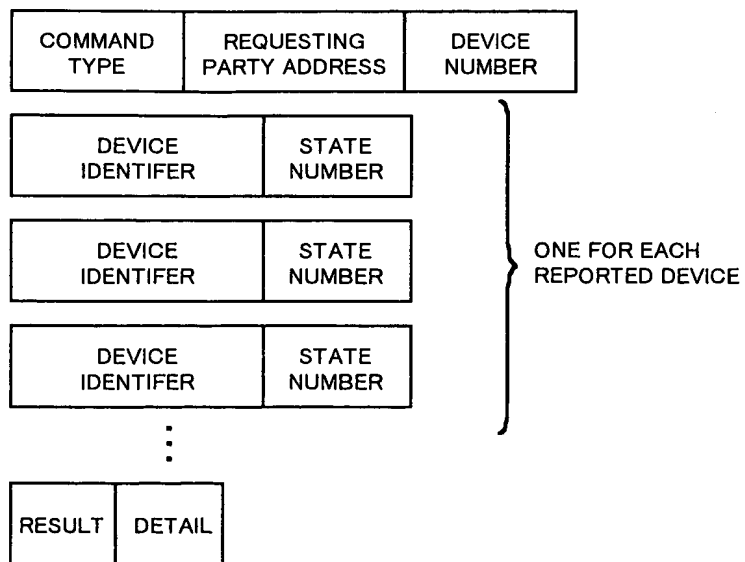 COMMAND TYPE
REQUESTING PARTY ADDRESS
DEVICE NUMBER
DEVICE IDENTIFER
STATE NUMBER
DEVICE IDENTIFER
STATE NUMBER
ONE FOR EACH REPORTED DEVICE
DEVICE IDENTIFER
STATE NUMBER
RESULT
DETAIL